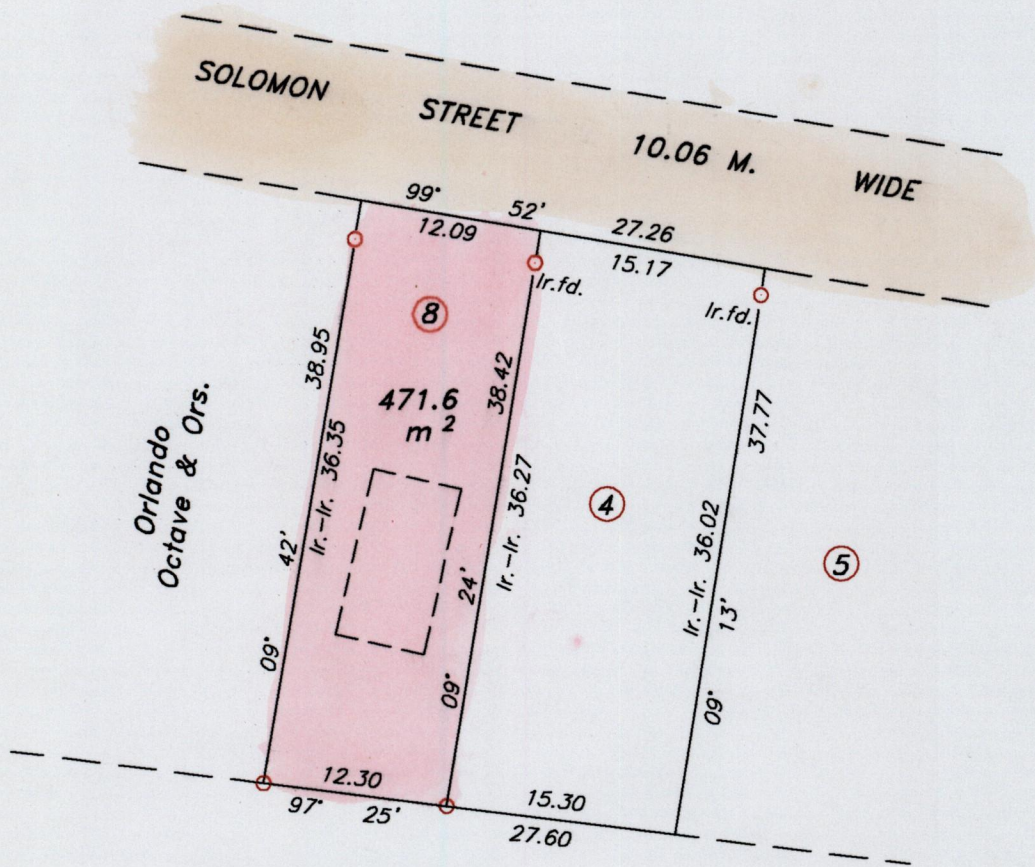 SOLOMON STREET 10.06 M. WIDE
99° 52' 27.26
12.09 15.17
Ir.fd.
Ir.fd.
8
471.6
m²
38.95
Ir.-Ir. 36.35
42'
09°
38.42
Ir.-Ir. 36.27
24'
09°
4
37.77
Ir.-Ir. 36.02
13'
09°
5
Orlando
Octave & Ors.
12.30 15.30
97° 25' 27.60